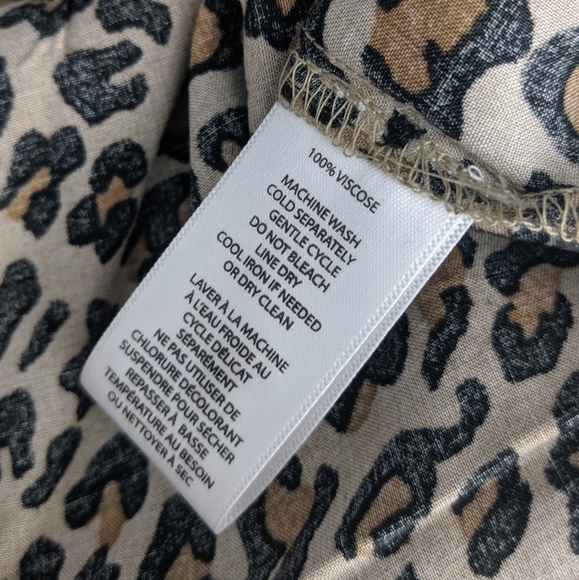 100% VISCOSE
MACHINE WASH
COLD SEPARATELY
GENTLE CYCLE
DO NOT BLEACH
LINE DRY
COOL IRON IF NEEDED
OR DRY CLEAN
LAVER À LA MACHINE
À L'EAU FROIDE AU
CYCLE DÉLICAT
SEPARÉMENT
NE PAS UTILISER DE
CHLORURE DÉCOLORANT
SUSPENDRE POUR SÉCHER
REPASSER À BASSE
TEMPÉRATURE AU BESOIN
OU NETTOYER À SEC